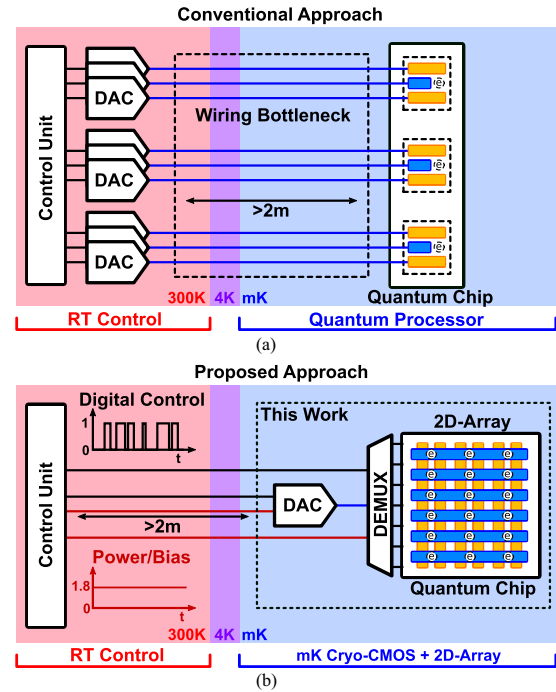 Conventional Approach
Control Unit
DAC
DAC
DAC
Wiring Bottleneck
>2m
e
e
e
300K 4K mK
Quantum Chip
RT Control
Quantum Processor
(a)
Proposed Approach
Digital Control
1
0
t
This Work
2D-Array
Control Unit
DAC
DEMUX
>2m
e e e
e e e
e e e
e e e
e e e
e e e
Power/Bias
1.8
0
t
Quantum Chip
300K 4K mK
RT Control
mK Cryo-CMOS + 2D-Array
(b)